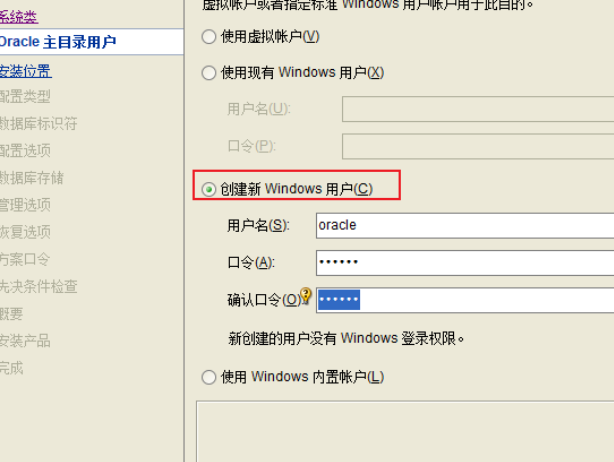 虚拟帐户或者指定标准 Windows 用户帐户用于此目的。
系统类
Oracle 主目录用户
安装位置
配置类型
数据库标识符
配置选项
数据库存储
管理选项
恢复选项
方案口令
先决条件检查
概要
安装产品
完成
使用虚拟帐户(V)
使用现有 Windows 用户(X)
用户名(U):
口令(P):
创建新 Windows 用户(C)
用户名(S): oracle
口令(A): ••••••
确认口令(O) ••••••
新创建的用户没有 Windows 登录权限。
使用 Windows 内置帐户(L)